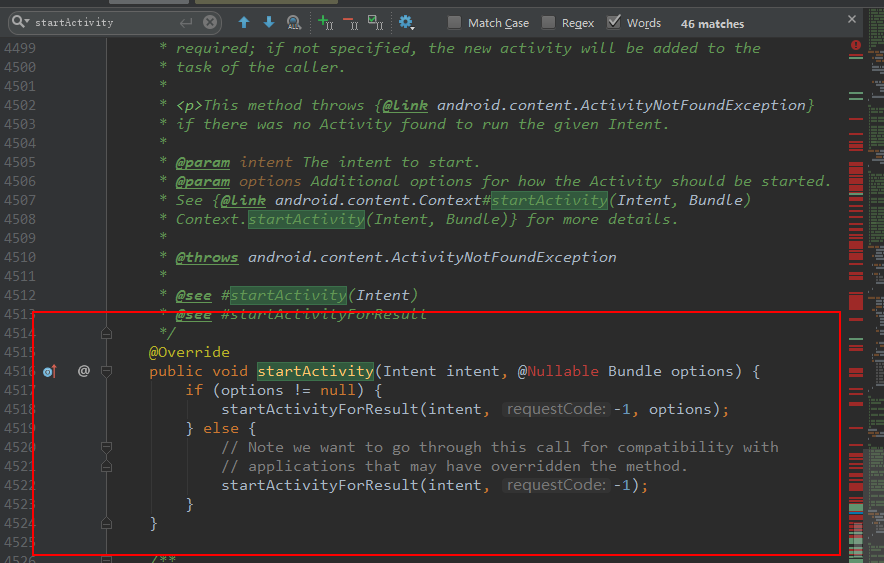 startActivity
Match Case
Regex
Words
46 matches
4499 * required; if not specified, the new activity will be added to the
4500 * task of the caller.
4501 *
4502 * <p>This method throws {@link android.content.ActivityNotFoundException}
4503 * if there was no Activity found to run the given Intent.
4504 *
4505 * @param intent The intent to start.
4506 * @param options Additional options for how the Activity should be started.
4507 * See {@link android.content.Context#startActivity(Intent, Bundle)
4508 Context.startActivity(Intent, Bundle)} for more details.
4509 *
4510 * @throws android.content.ActivityNotFoundException
4511 *
4512 * @see #startActivity(Intent)
4513 * @see #startActivityForResult
4514 */
4515 @Override
4516 @ public void startActivity(Intent intent, @Nullable Bundle options) {
4517 if (options != null) {
4518 startActivityForResult(intent, requestCode: -1, options);
4519 } else {
4520 // Note we want to go through this call for compatibility with
4521 // applications that may have overridden the method.
4522 startActivityForResult(intent, requestCode: -1);
4523 }
4524 }
4525
4526 /**